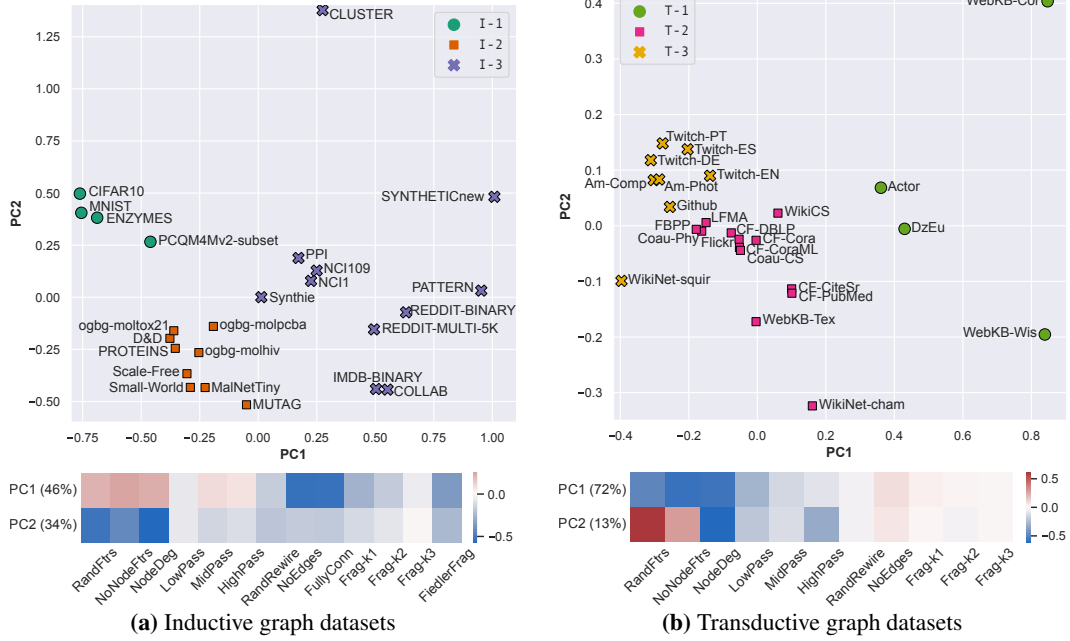 CLUSTER
I-1
I-2
I-3
1.25
1.00
0.75
0.50
0.25
0.00
−0.25
−0.50
PC2
CIFAR10
MNIST
ENZYMES
PCQM4Mv2-subset
SYNTHETICnew
PPI
NCI109
NCI1
Synthie
PATTERN
REDDIT-BINARY
REDDIT-MULTI-5K
ogbg-moltox21
ogbg-molpcba
D&D
PROTEINS
ogbg-molhiv
Scale-Free
Small-World
MalNetTiny
MUTAG
IMDB-BINARY
COLLAB
−0.75 −0.50 −0.25 0.00 0.25 0.50 0.75 1.00
PC1
PC1 (46%)
PC2 (34%)
0.0
−0.5
RandFtrs
NoNodeFtrs
NodeDeg
LowPass
MidPass
HighPass
RandRewire
NoEdges
FullyConn
Frag-k1
Frag-k2
Frag-k3
FiedlerFrag
(a) Inductive graph datasets
T-1
T-2
T-3
WebKB-Cor
0.4
0.3
0.2
0.1
0.0
−0.1
−0.2
−0.3
PC2
Twitch-PT
Twitch-ES
Twitch-DE
Twitch-EN
Am-Comp
Am-Phot
Github
Actor
LFMA
WikiCS
FBPP
CF-DBLP
DzEu
Coau-Phy
Flickr
CF-Cora
CF-CoraML
Coau-CS
WikiNet-squir
CF-CiteSr
CF-PubMed
WebKB-Tex
WebKB-Wis
WikiNet-cham
−0.4 −0.2 0.0 0.2 0.4 0.6 0.8
PC1
PC1 (72%)
PC2 (13%)
0.5
0.0
−0.5
RandFtrs
NoNodeFtrs
NodeDeg
LowPass
MidPass
HighPass
RandRewire
NoEdges
Frag-k1
Frag-k2
Frag-k3
(b) Transductive graph datasets